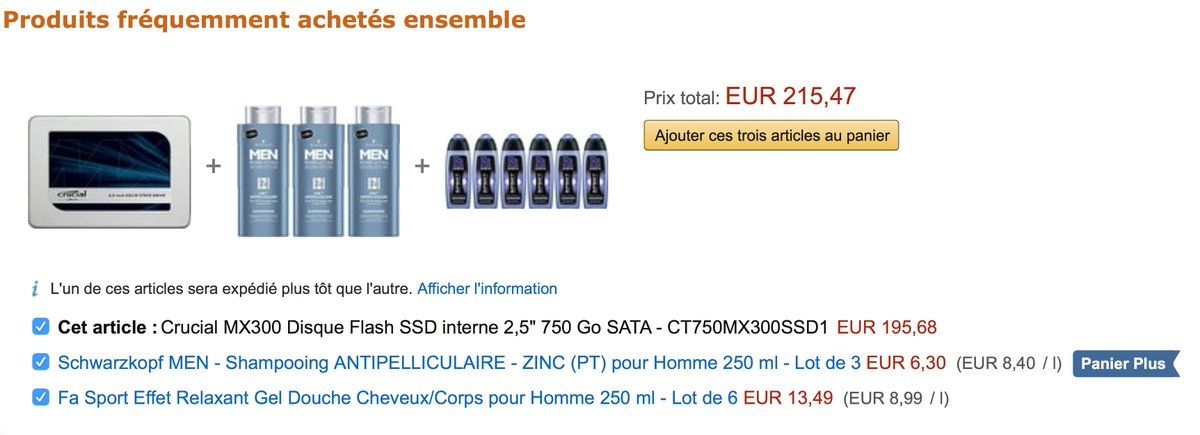 Produits fréquemment achetés ensemble
Prix total: EUR 215,47
Ajouter ces trois articles au panier
crucial
MEN MEN MEN
L'un de ces articles sera expédié plus tôt que l'autre. Afficher l'information
Cet article : Crucial MX300 Disque Flash SSD interne 2,5" 750 Go SATA - CT750MX300SSD1 EUR 195,68
Schwarzkopf MEN - Shampooing ANTIPELLICULAIRE - ZINC (PT) pour Homme 250 ml - Lot de 3 EUR 6,30 (EUR 8,40 / l) Panier Plus
Fa Sport Effet Relaxant Gel Douche Cheveux/Corps pour Homme 250 ml - Lot de 6 EUR 13,49 (EUR 8,99 / l)